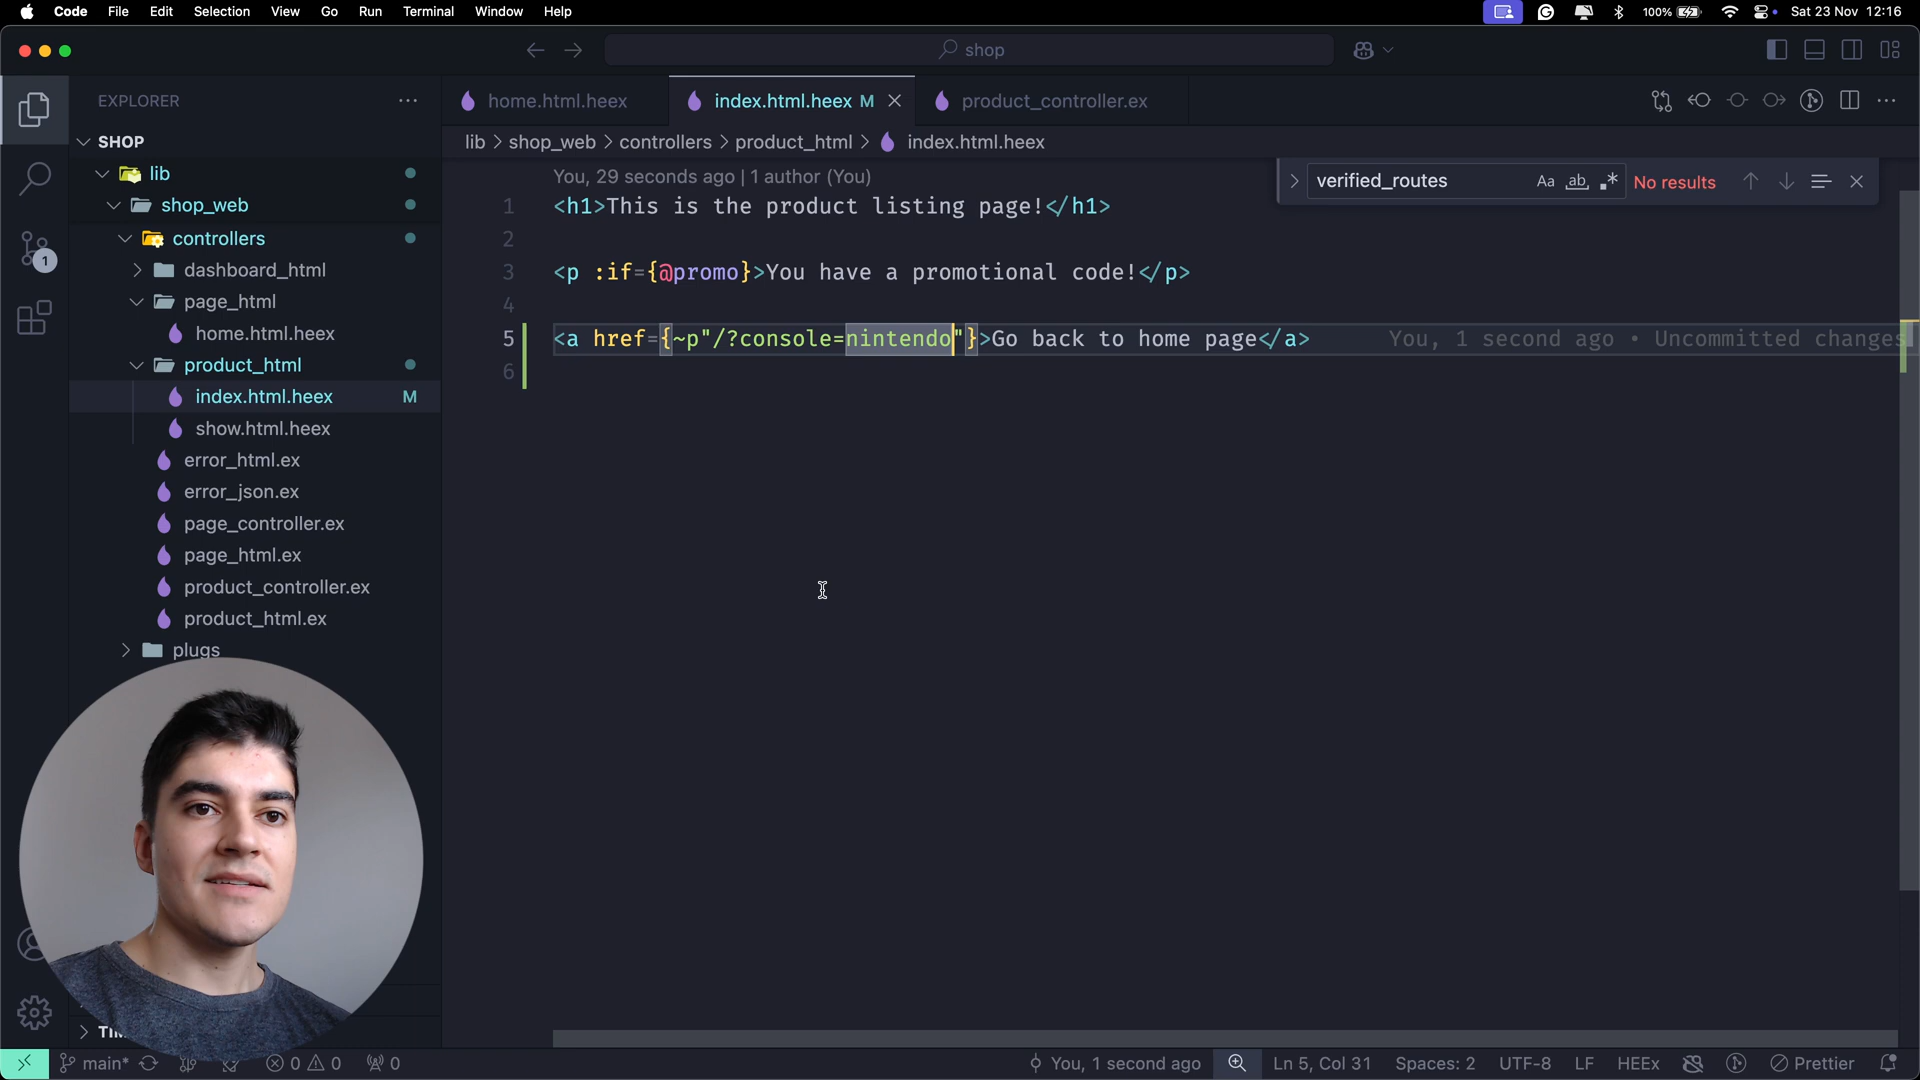 Code File Edit Selection View Go Run Terminal Window Help 100% Sat 23 Nov 12:16
shop
EXPLORER
home.html.heex index.html.heex M product_controller.ex
SHOP
lib > shop_web > controllers > product_html > index.html.heex
lib
shop_web
controllers
dashboard_html
page_html
home.html.heex
product_html
index.html.heex M
show.html.heex
error_html.ex
error_json.ex
page_controller.ex
page_html.ex
product_controller.ex
product_html.ex
plugs
1
verified_routes Aa ab .* No results
You, 29 seconds ago | 1 author (You)
1 <h1>This is the product listing page!</h1>
2
3 <p :if={@promo}>You have a promotional code!</p>
4
5 <a href={~p"/?console=nintendo"}>Go back to home page</a> You, 1 second ago • Uncommitted changes
6
main* 0 0 0 You, 1 second ago Ln 5, Col 31 Spaces: 2 UTF-8 LF HEEx Prettier